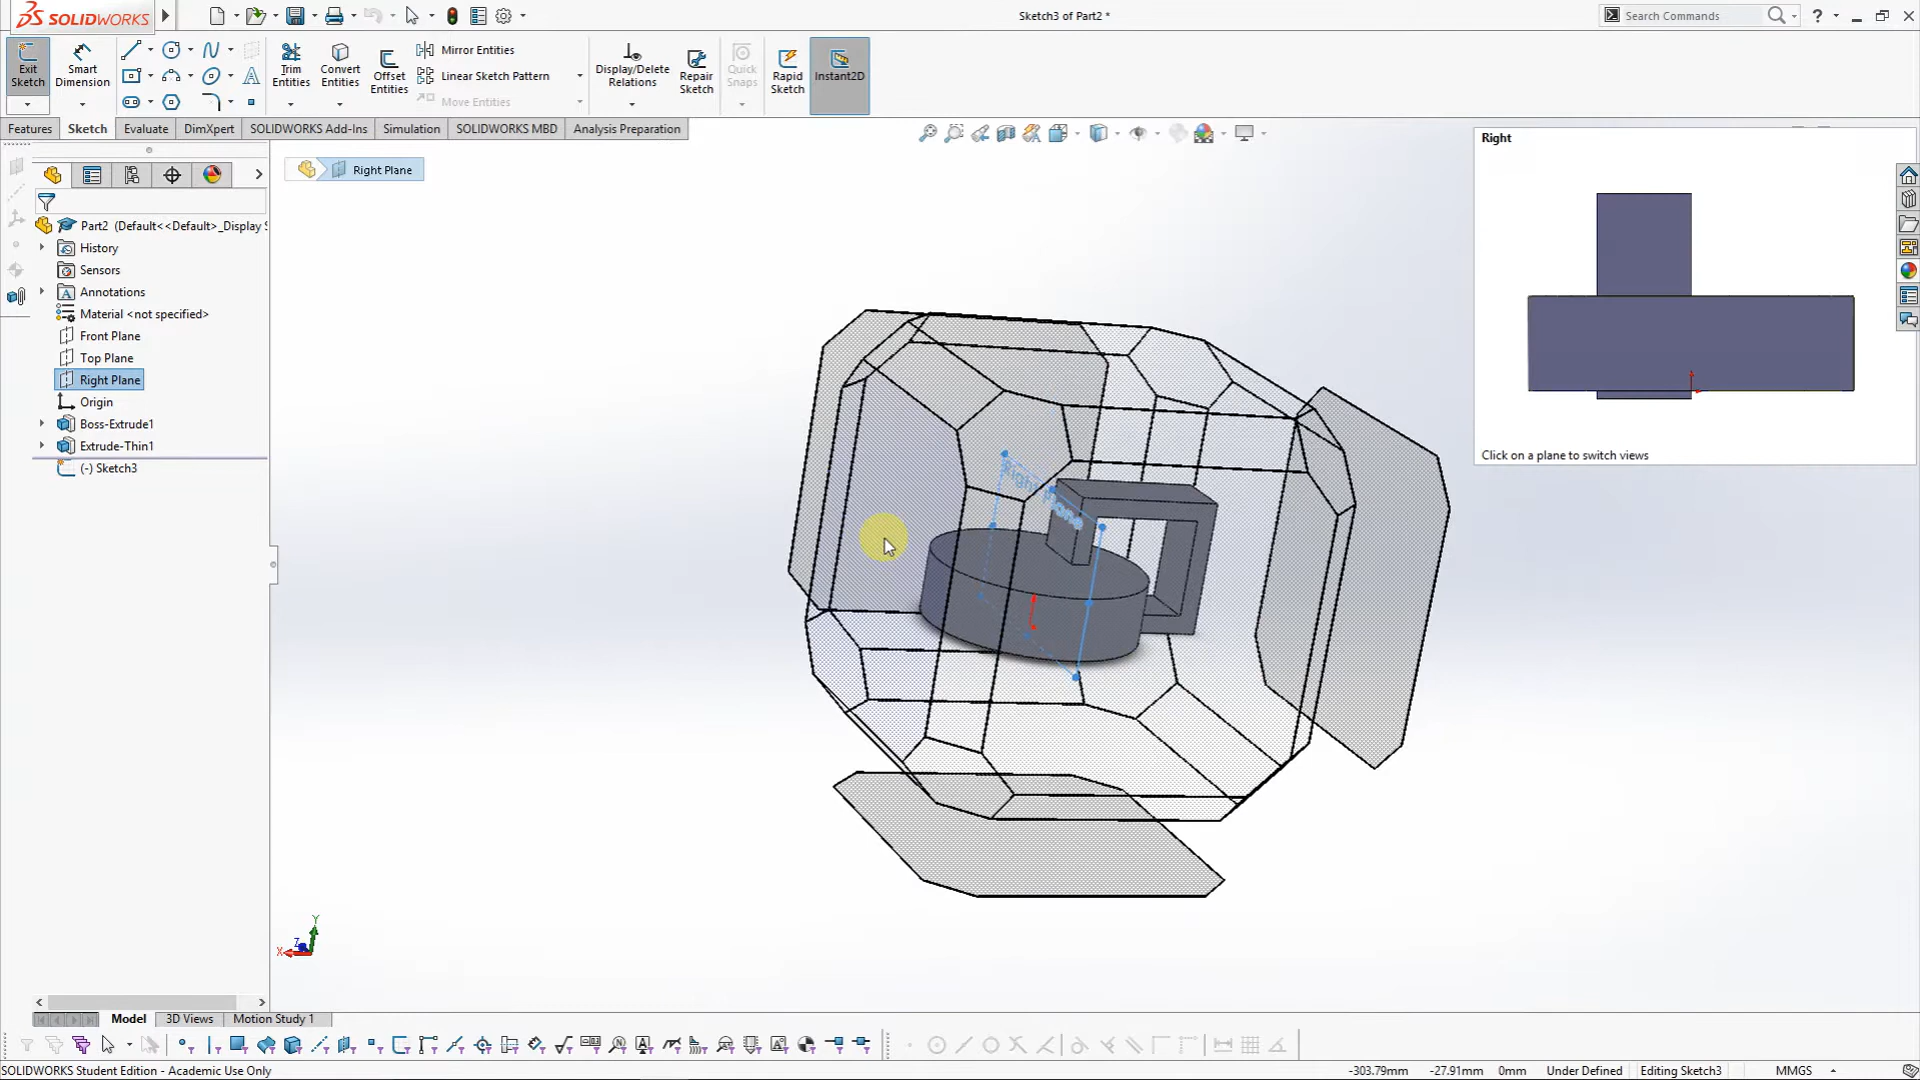 SOLIDWORKS
Sketch3 of Part2 *
Search Commands
?
Exit Sketch
Smart Dimension
Trim Entities
Convert Entities
Offset Entities
Mirror Entities
Linear Sketch Pattern
Move Entities
Display/Delete Relations
Repair Sketch
Quick Snaps
Rapid Sketch
Instant2D
Features
Sketch
Evaluate
DimXpert
SOLIDWORKS Add-Ins
Simulation
SOLIDWORKS MBD
Analysis Preparation
Right Plane
Right
Click on a plane to switch views
Part2 (Default<<Default>_Display
History
Sensors
Annotations
Material <not specified>
Front Plane
Top Plane
Right Plane
Origin
Boss-Extrude1
Extrude-Thin1
(-) Sketch3
Right Plane
Y
X
Z
Model
3D Views
Motion Study 1
SOLIDWORKS Student Edition - Academic Use Only
-303.79mm
-27.91mm
0mm
Under Defined
Editing Sketch3
MMGS